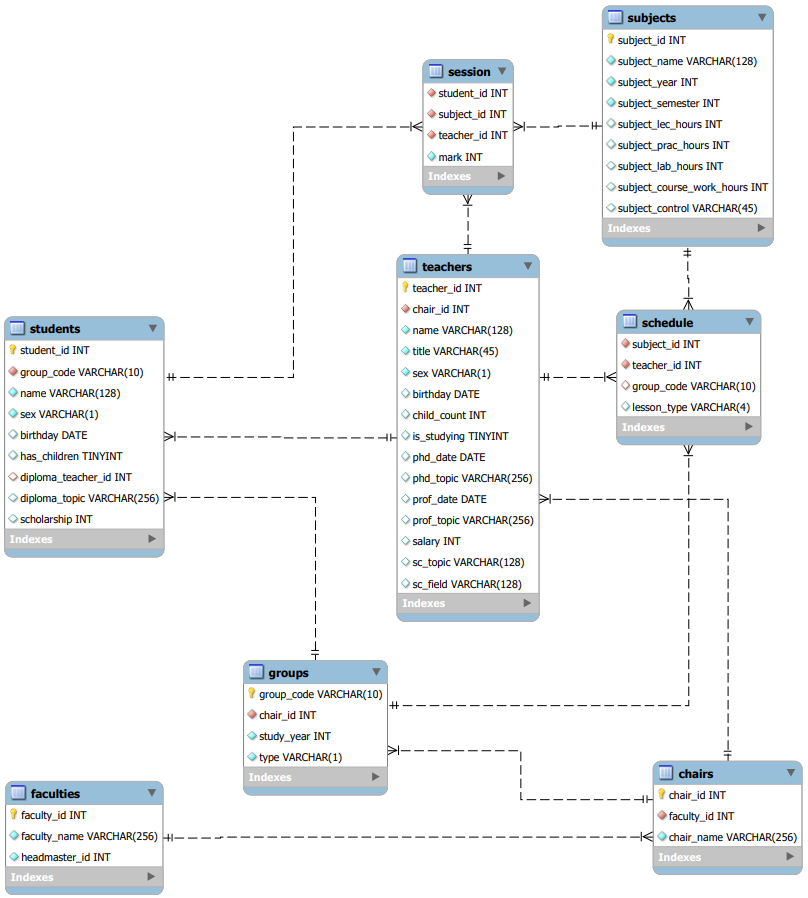 subjects
subject_id INT
subject_name VARCHAR(128)
subject_year INT
subject_semester INT
subject_lec_hours INT
subject_prac_hours INT
subject_lab_hours INT
subject_course_work_hours INT
subject_control VARCHAR(45)
Indexes
session
student_id INT
subject_id INT
teacher_id INT
mark INT
Indexes
teachers
teacher_id INT
chair_id INT
name VARCHAR(128)
title VARCHAR(45)
sex VARCHAR(1)
birthday DATE
child_count INT
is_studying TINYINT
phd_date DATE
phd_topic VARCHAR(256)
prof_date DATE
prof_topic VARCHAR(256)
salary INT
sc_topic VARCHAR(128)
sc_field VARCHAR(128)
Indexes
schedule
subject_id INT
teacher_id INT
group_code VARCHAR(10)
lesson_type VARCHAR(4)
Indexes
students
student_id INT
group_code VARCHAR(10)
name VARCHAR(128)
sex VARCHAR(1)
birthday DATE
has_children TINYINT
diploma_teacher_id INT
diploma_topic VARCHAR(256)
scholarship INT
Indexes
groups
group_code VARCHAR(10)
chair_id INT
study_year INT
type VARCHAR(1)
Indexes
faculties
faculty_id INT
faculty_name VARCHAR(256)
headmaster_id INT
Indexes
chairs
chair_id INT
faculty_id INT
chair_name VARCHAR(256)
Indexes